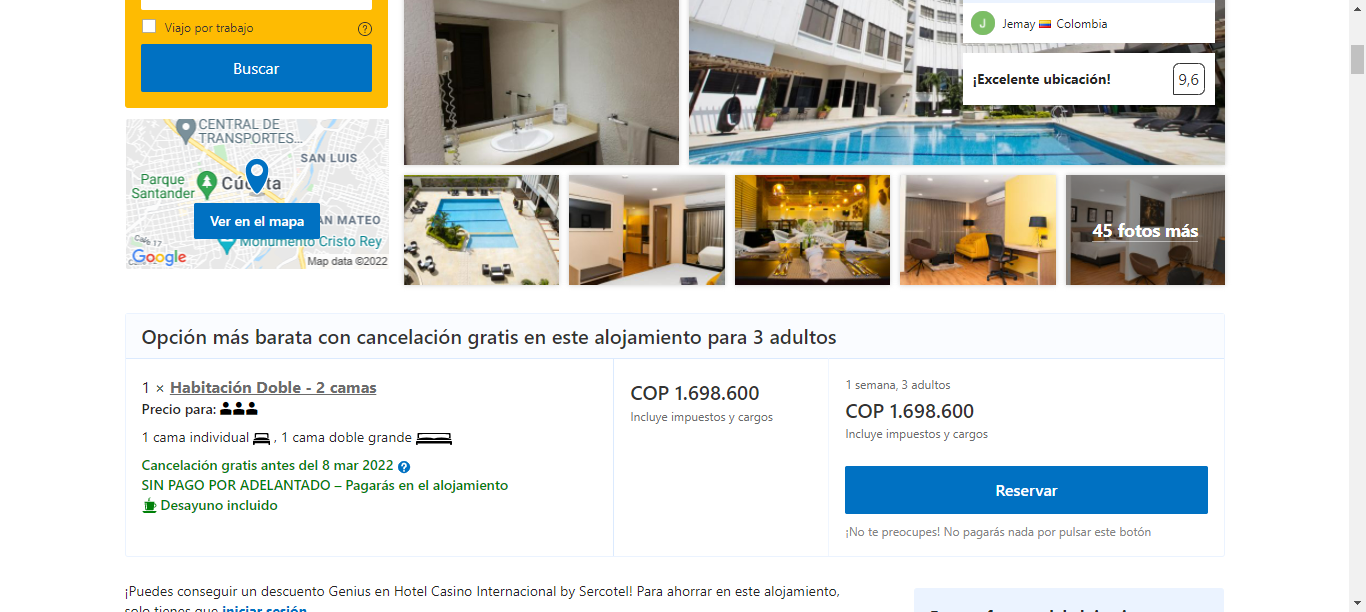 Viajo por trabajo
?
Buscar
J Jemay Colombia
¡Excelente ubicación!
9,6
CENTRAL DE
TRANSPORTES...
SAN LUIS
Parque
Santander
Cúcuta
Ver en el mapa
AN MATEO
Calle 17
Monumento Cristo Rey
Google
Map data ©2022
45 fotos más
Opción más barata con cancelación gratis en este alojamiento para 3 adultos
1 × Habitación Doble - 2 camas
Precio para:
1 cama individual , 1 cama doble grande
Cancelación gratis antes del 8 mar 2022 ?
SIN PAGO POR ADELANTADO – Pagarás en el alojamiento
Desayuno incluido
COP 1.698.600
Incluye impuestos y cargos
1 semana, 3 adultos
COP 1.698.600
Incluye impuestos y cargos
Reservar
¡No te preocupes! No pagarás nada por pulsar este botón
¡Puedes conseguir un descuento Genius en Hotel Casino Internacional by Sercotel! Para ahorrar en este alojamiento,
solo tienes que iniciar sesión